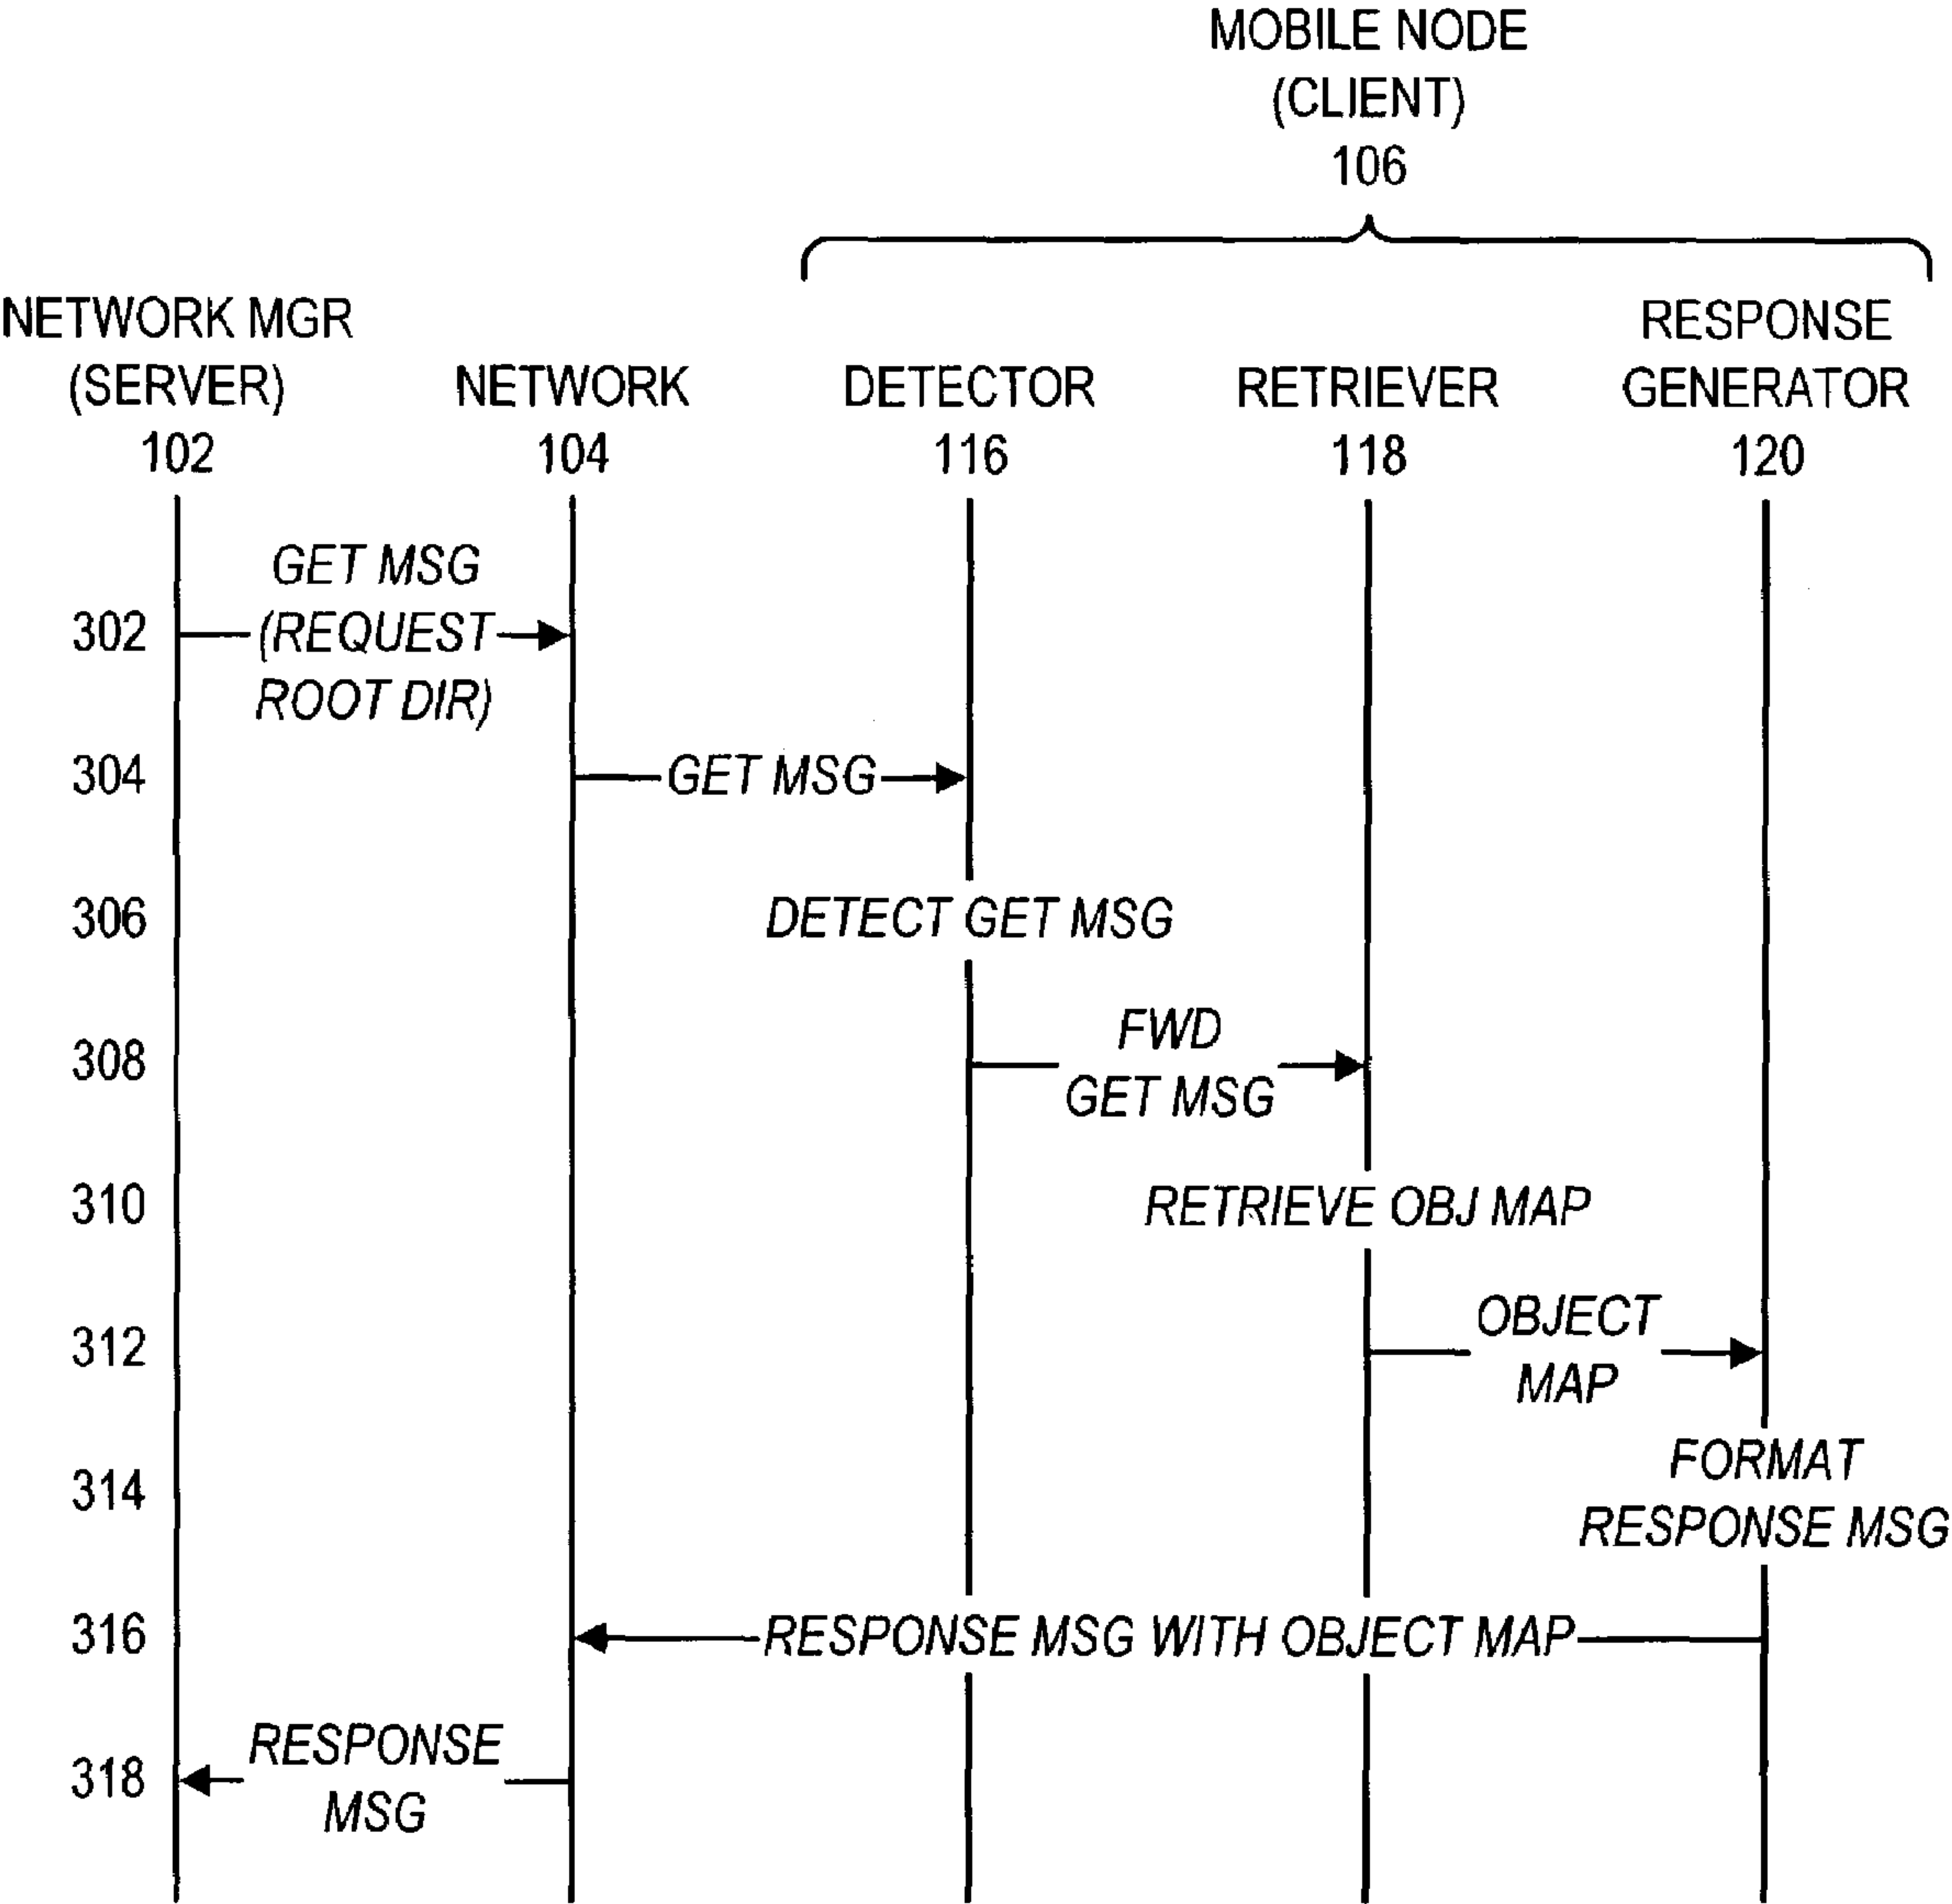 MOBILE NODE
(CLIENT)
106
NETWORK MGR
(SERVER)
102
NETWORK
104
DETECTOR
116
RETRIEVER
118
RESPONSE
GENERATOR
120
302
GET MSG
(REQUEST
ROOT DIR)
304
GET MSG
306
DETECT GET MSG
308
FWD
GET MSG
310
RETRIEVE OBJ MAP
312
OBJECT
MAP
314
FORMAT
RESPONSE MSG
316
RESPONSE MSG WITH OBJECT MAP
318
RESPONSE
MSG